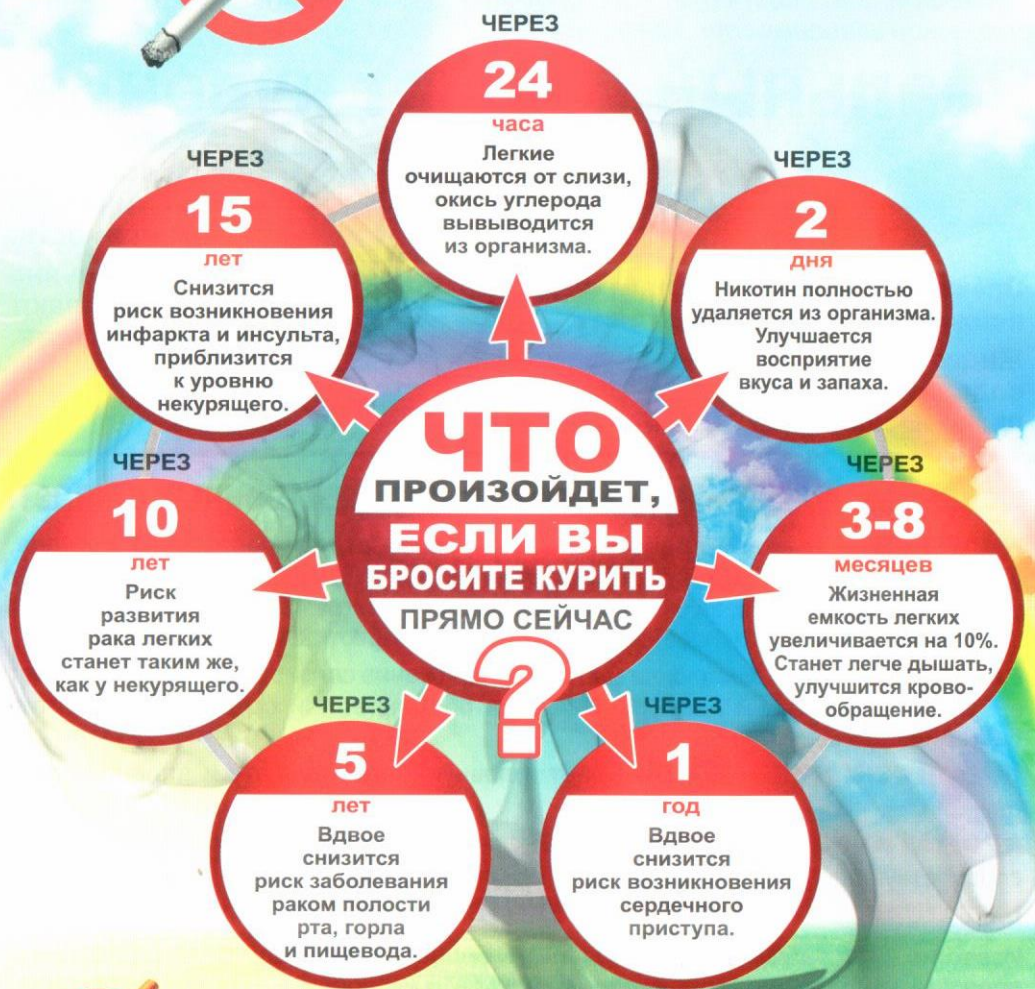 ЧТО
ПРОИЗОЙДЕТ,
ЕСЛИ ВЫ
БРОСИТЕ КУРИТЬ
ПРЯМО СЕЙЧАС
?
ЧЕРЕЗ
24
часа
Легкие
очищаются от слизи,
окись углерода
вывыводится
из организма.
ЧЕРЕЗ
2
дня
Никотин полностью
удаляется из организма.
Улучшается
восприятие
вкуса и запаха.
ЧЕРЕЗ
3-8
месяцев
Жизненная
емкость легких
увеличивается на 10%.
Станет легче дышать,
улучшится крово-
обращение.
ЧЕРЕЗ
1
год
Вдвое
снизится
риск возникновения
сердечного
приступа.
ЧЕРЕЗ
5
лет
Вдвое
снизится
риск заболевания
раком полости
рта, горла
и пищевода.
ЧЕРЕЗ
10
лет
Риск
развития
рака легких
станет таким же,
как у некурящего.
ЧЕРЕЗ
15
лет
Снизится
риск возникновения
инфаркта и инсульта,
приблизится
к уровню
некурящего.